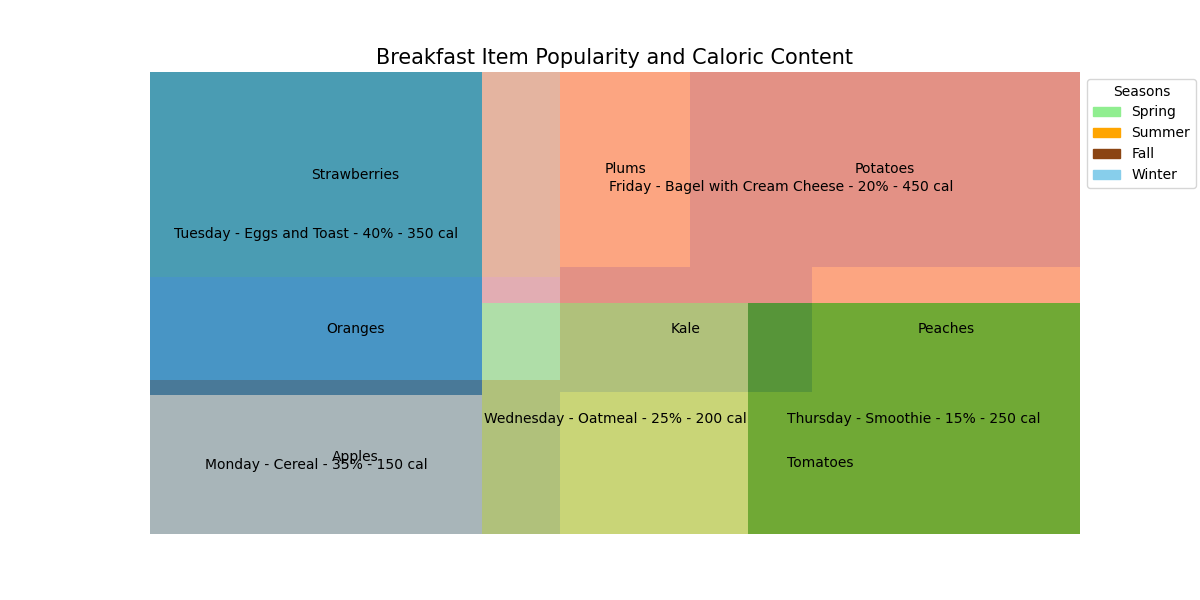 Breakfast Item Popularity and Caloric Content
Seasons
Spring
Summer
Fall
Winter
Strawberries
Plums
Potatoes
Friday - Bagel with Cream Cheese - 20% - 450 cal
Tuesday - Eggs and Toast - 40% - 350 cal
Oranges
Kale
Peaches
Wednesday - Oatmeal - 25% - 200 cal
Thursday - Smoothie - 15% - 250 cal
Apples
Monday - Cereal - 35% - 150 cal
Tomatoes